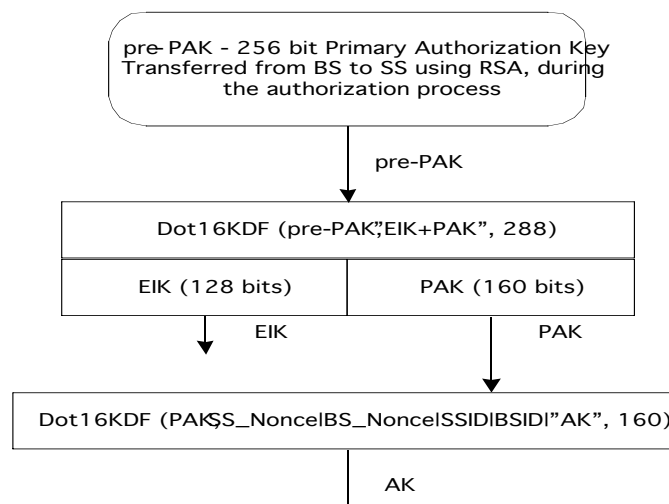 pre-PAK - 256 bit Primary Authorization Key
Transferred from BS to SS using RSA, during
the authorization process
pre-PAK
Dot16KDF (pre-PAK,"EIK+PAK", 288)
EIK (128 bits)
PAK (160 bits)
EIK
PAK
Dot16KDF (PAK,SS_Nonce|BS_Nonce|SSID|BSID|"AK", 160)
AK